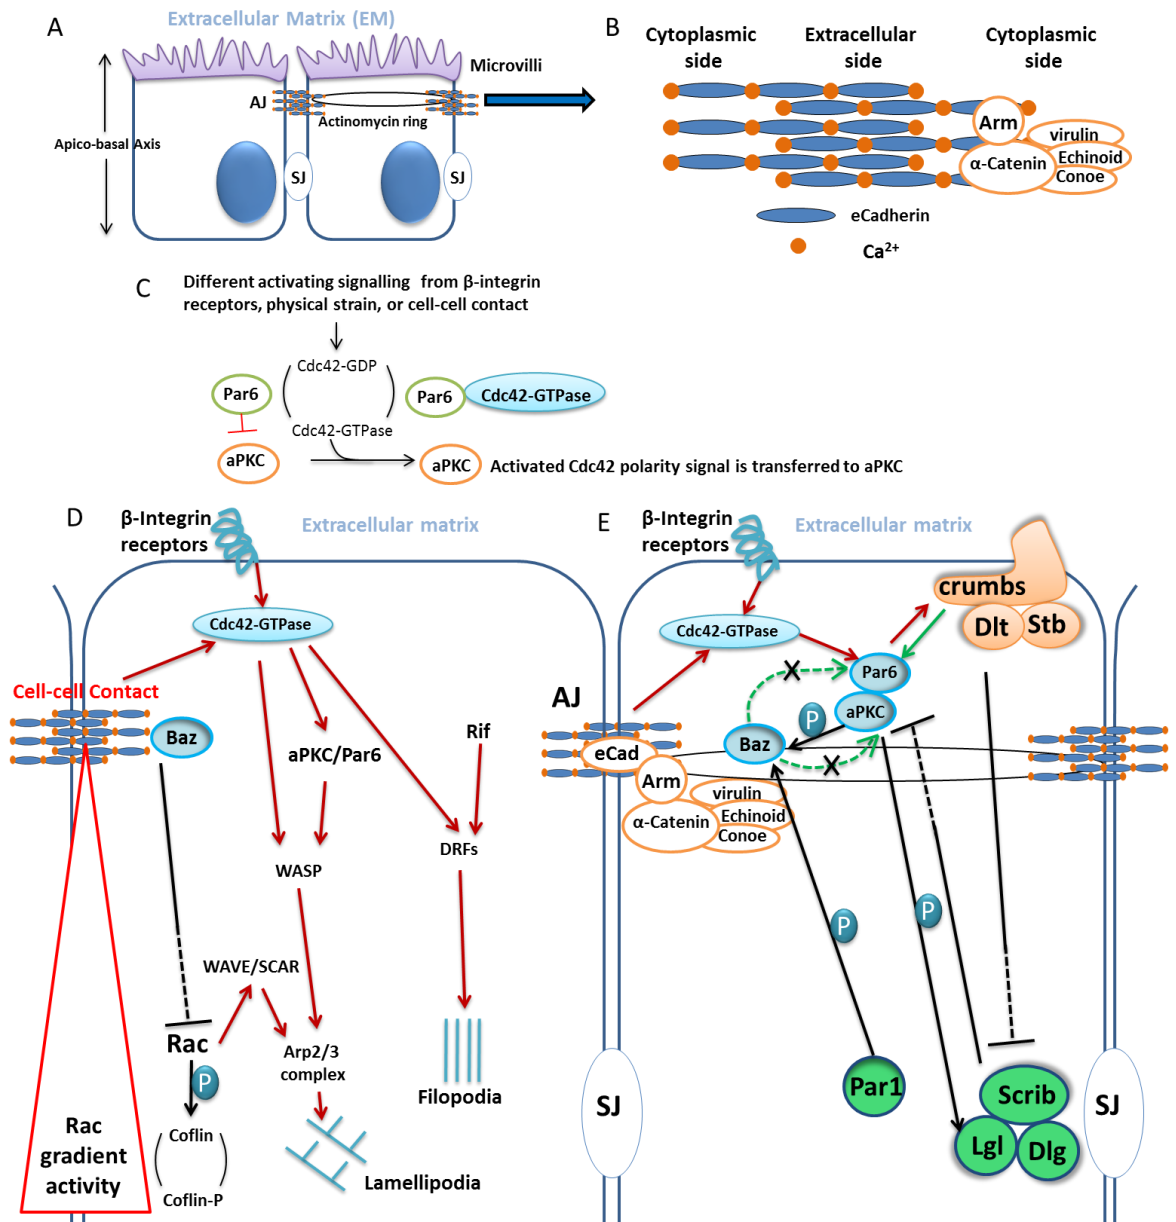 A
Extracellular Matrix (EM)
Microvilli
AJ
Actinomycin ring
Apico-basal Axis
SJ
SJ
B
Cytoplasmic
side
Extracellular
side
Cytoplasmic
side
Arm
virulin
α-Catenin
Echinoid
Conoe
eCadherin
Ca2+
C
Different activating signalling from β-integrin
receptors, physical strain, or cell-cell contact
Cdc42-GDP
Par6
Par6
Cdc42-GTPase
Cdc42-GTPase
aPKC
aPKC
Activated Cdc42 polarity signal is transferred to aPKC
D
β-Integrin
receptors
Extracellular matrix
Cdc42-GTPase
Cell-cell Contact
Baz
aPKC/Par6
Rif
DRFs
WASP
WAVE/SCAR
Rac
Arp2/3
complex
P
Filopodia
Coflin
Rac
gradient
activity
Lamellipodia
Coflin-P
E
β-Integrin
receptors
Extracellular matrix
crumbs
Dlt
Stb
Cdc42-GTPase
X
Par6
AJ
aPKC
P
Baz
eCad
X
Arm
virulin
α-Catenin
Echinoid
Conoe
P
P
Par1
SJ
Scrib
SJ
Lgl
Dlg